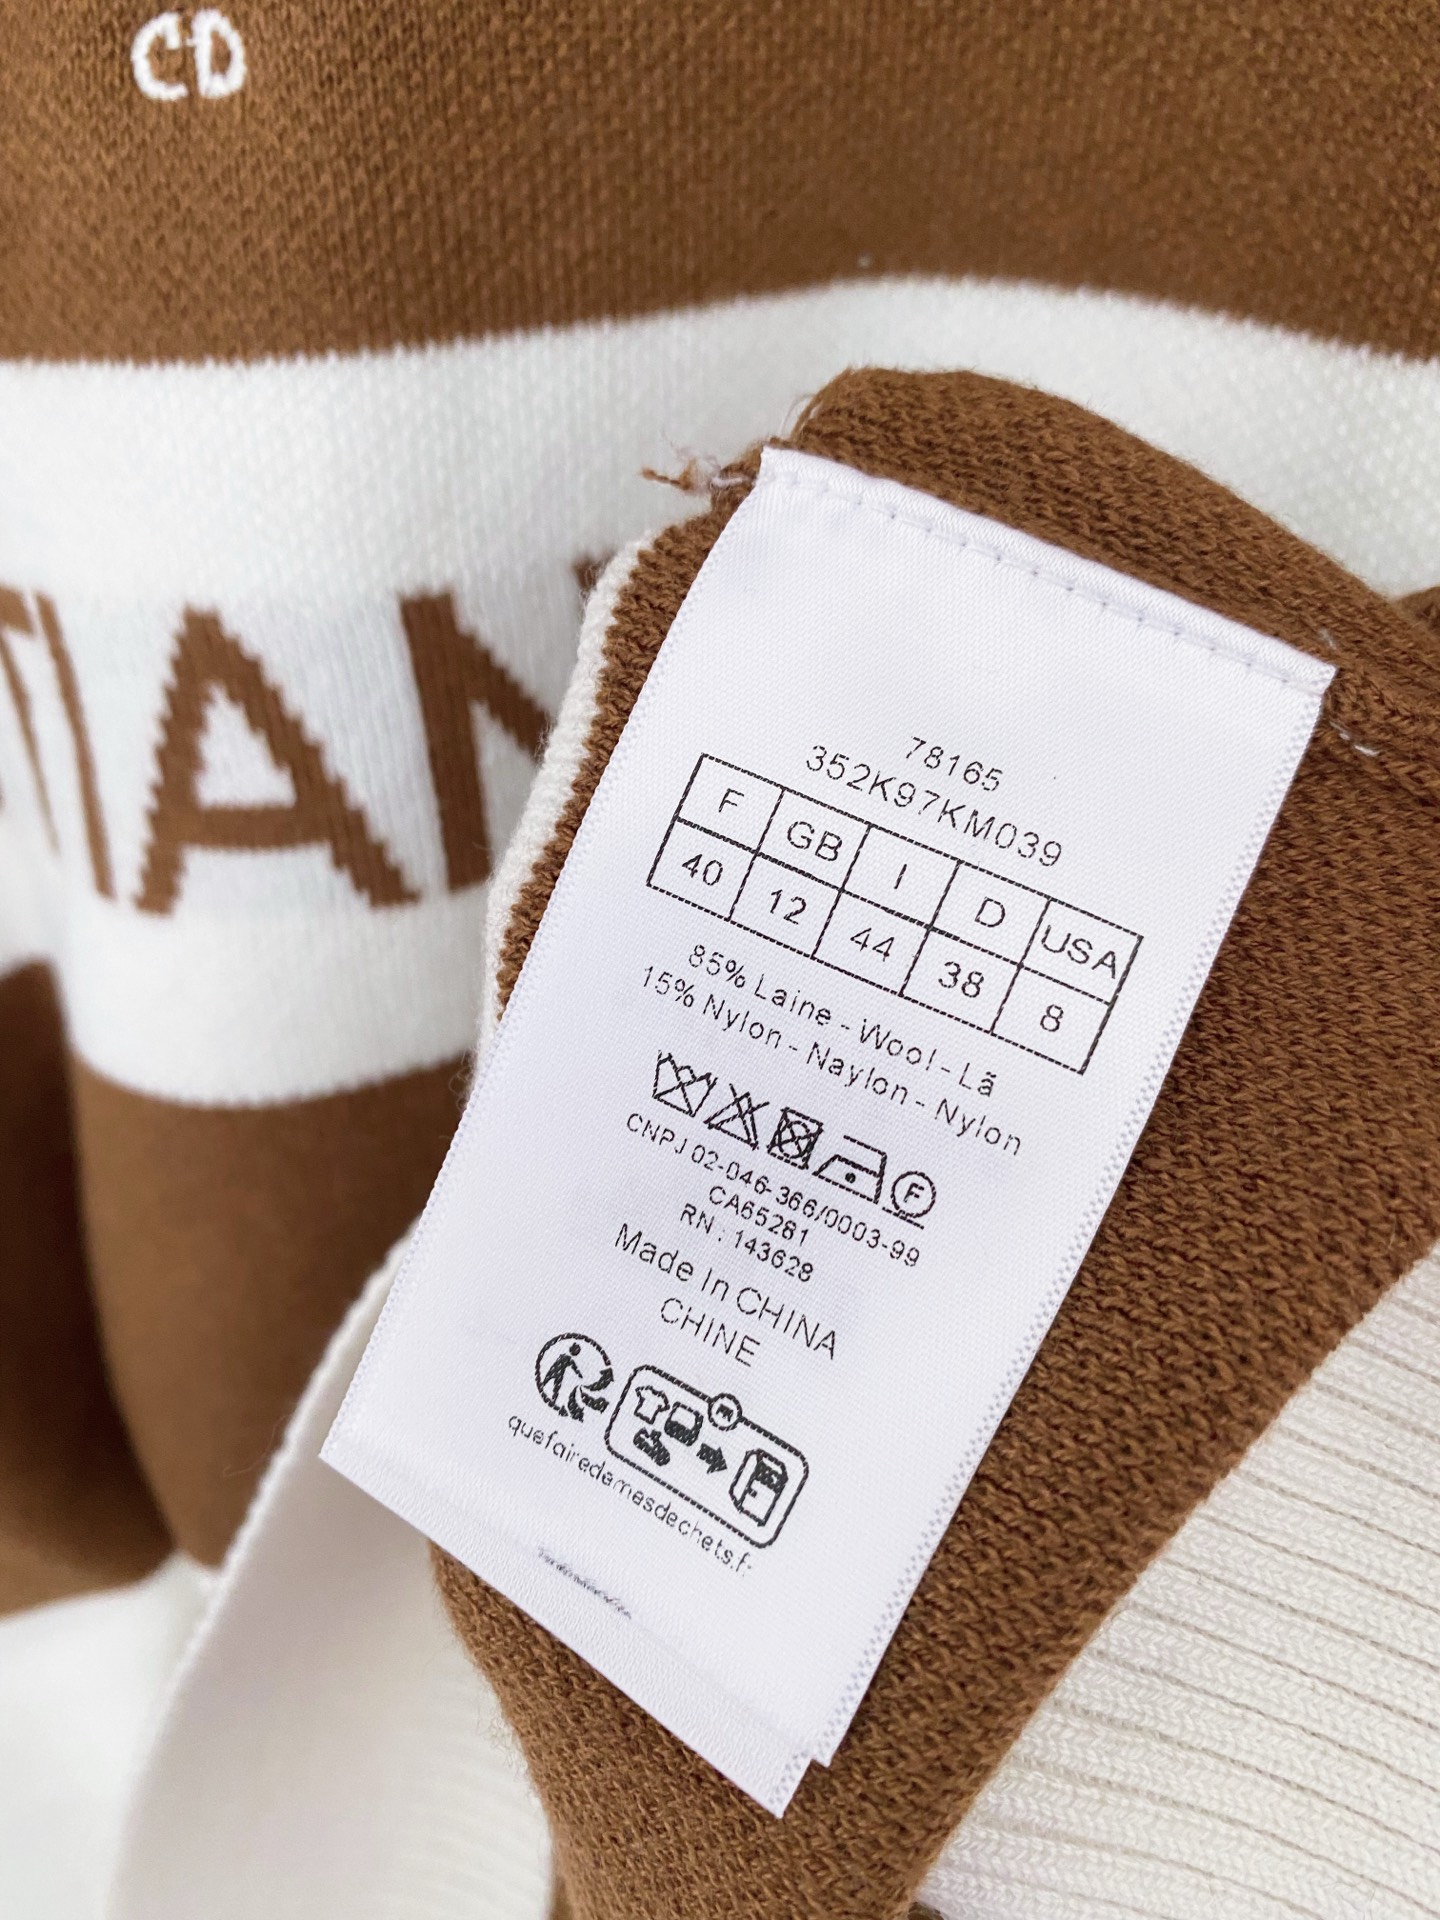 CD
TIAN
78165
352K97KM039
F GB I D USA
40 12 44 38 8
85% Laine - Wool - Lã
15% Nylon - Naylon - Nylon
F
CNPJ 02-046-366/0003-99
CA65281
RN : 143628
Made In CHINA
CHINE
FR
quefairedemesdechets.fr